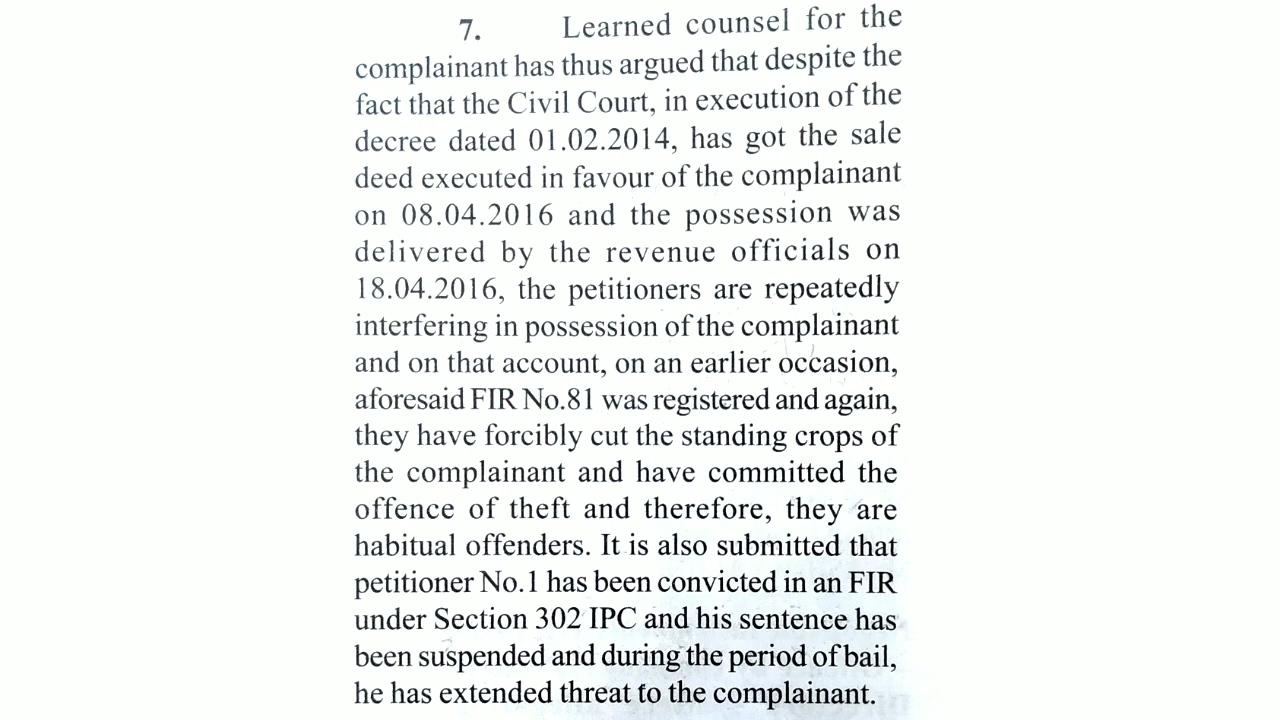 7. Learned counsel for the
complainant has thus argued that despite the
fact that the Civil Court, in execution of the
decree dated 01.02.2014, has got the sale
deed executed in favour of the complainant
on 08.04.2016 and the possession was
delivered by the revenue officials on
18.04.2016, the petitioners are repeatedly
interfering in possession of the complainant
and on that account, on an earlier occasion,
aforesaid FIR No.81 was registered and again,
they have forcibly cut the standing crops of
the complainant and have committed the
offence of theft and therefore, they are
habitual offenders. It is also submitted that
petitioner No.1 has been convicted in an FIR
under Section 302 IPC and his sentence has
been suspended and during the period of bail,
he has extended threat to the complainant.